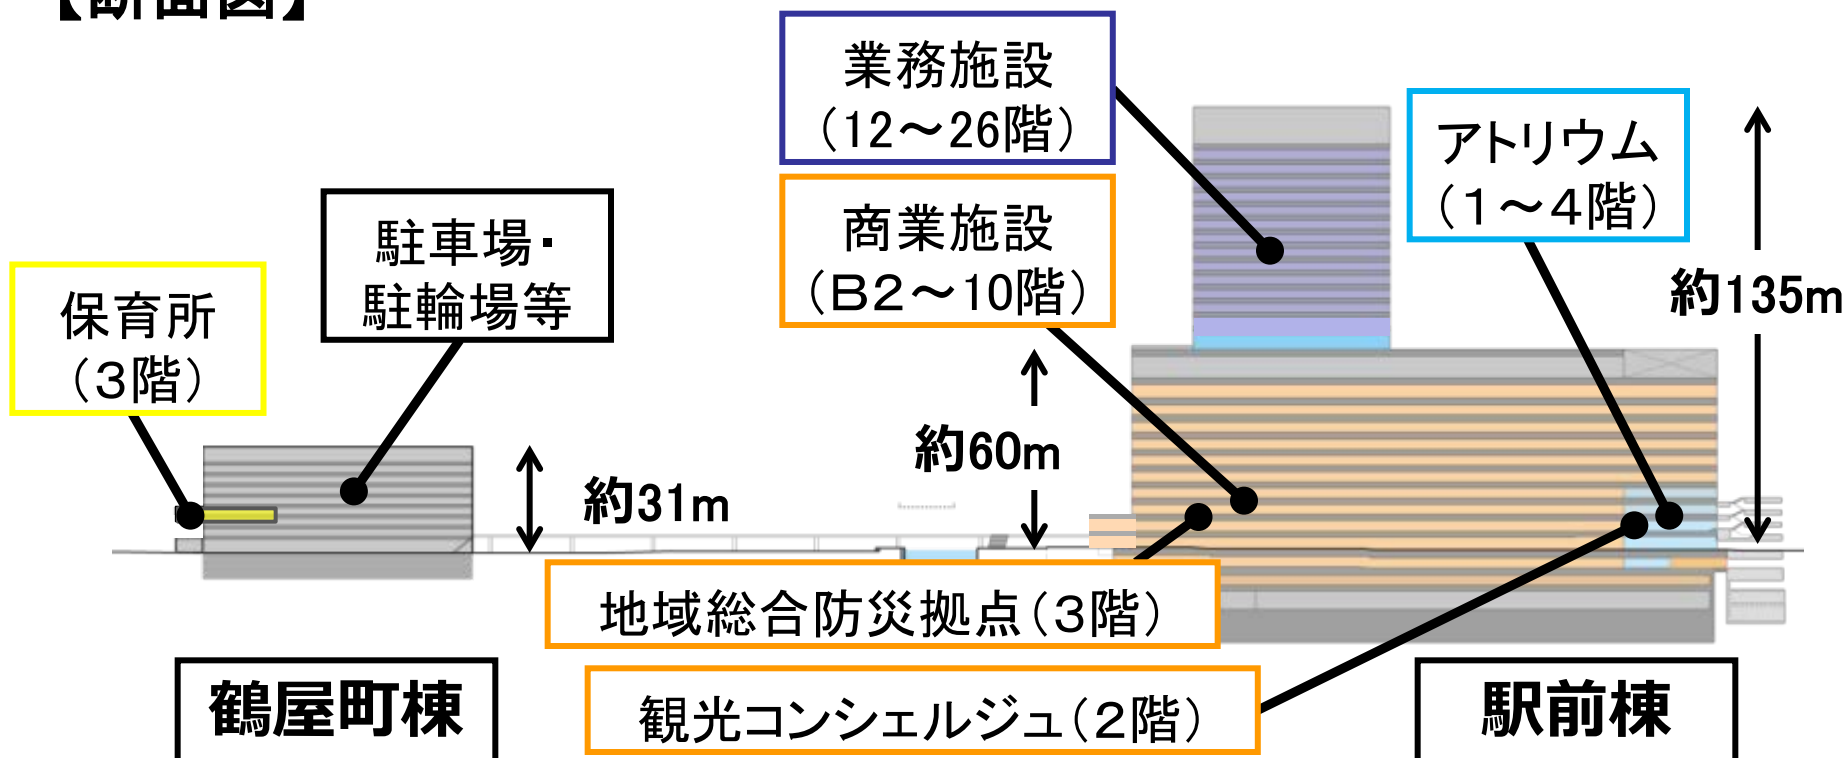 【断面図】
業務施設
(12～26階)
アトリウム
(1～4階)
商業施設
(B2～10階)
駐車場・
駐輪場等
保育所
(3階)
約135m
約60m
約31m
地域総合防災拠点(3階)
観光コンシェルジュ(2階)
鶴屋町棟
駅前棟